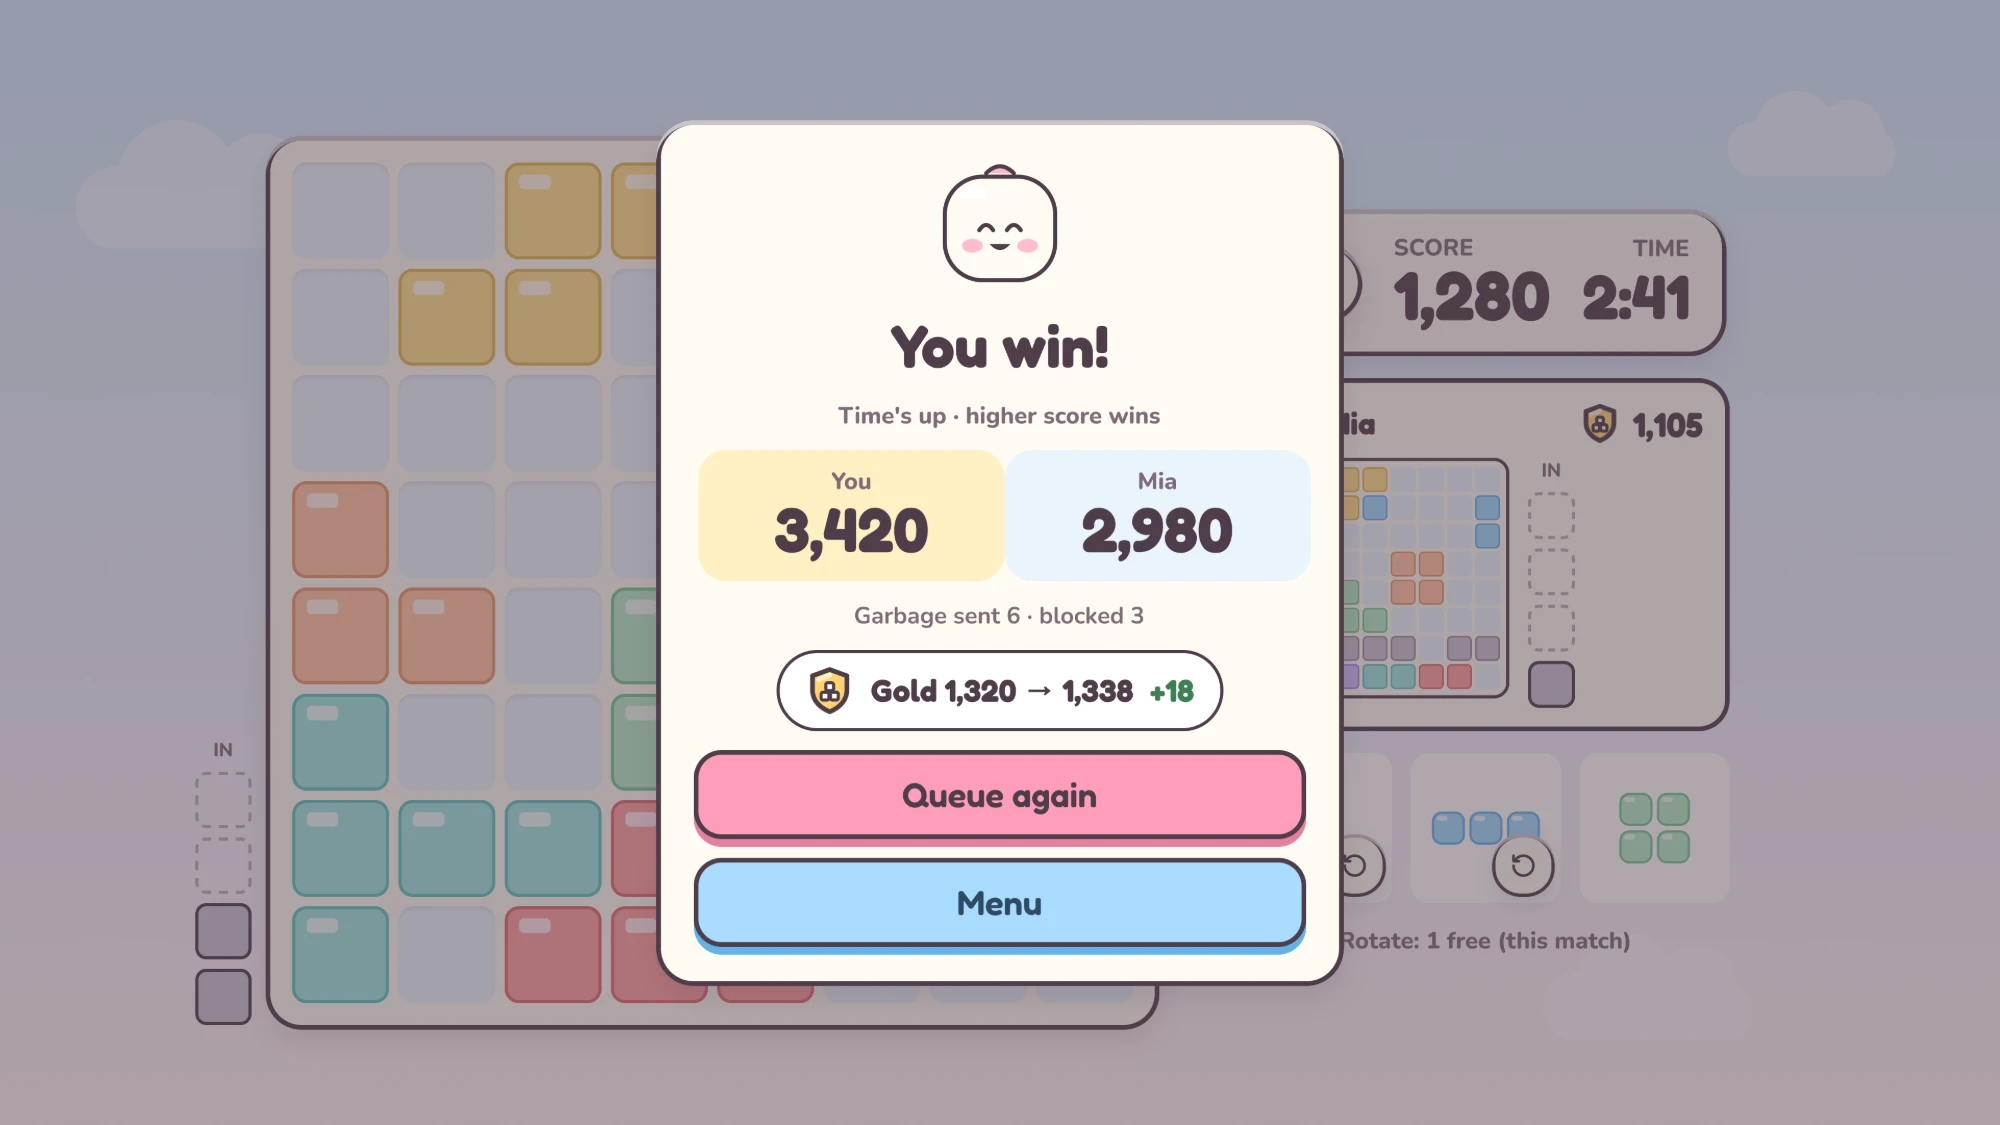 You win!
Time's up · higher score wins
You
3,420
Mia
2,980
Garbage sent 6 · blocked 3
Gold 1,320 → 1,338 +18
Queue again
Menu
SCORE
1,280
TIME
2:41
1,105
IN
IN
Rotate: 1 free (this match)